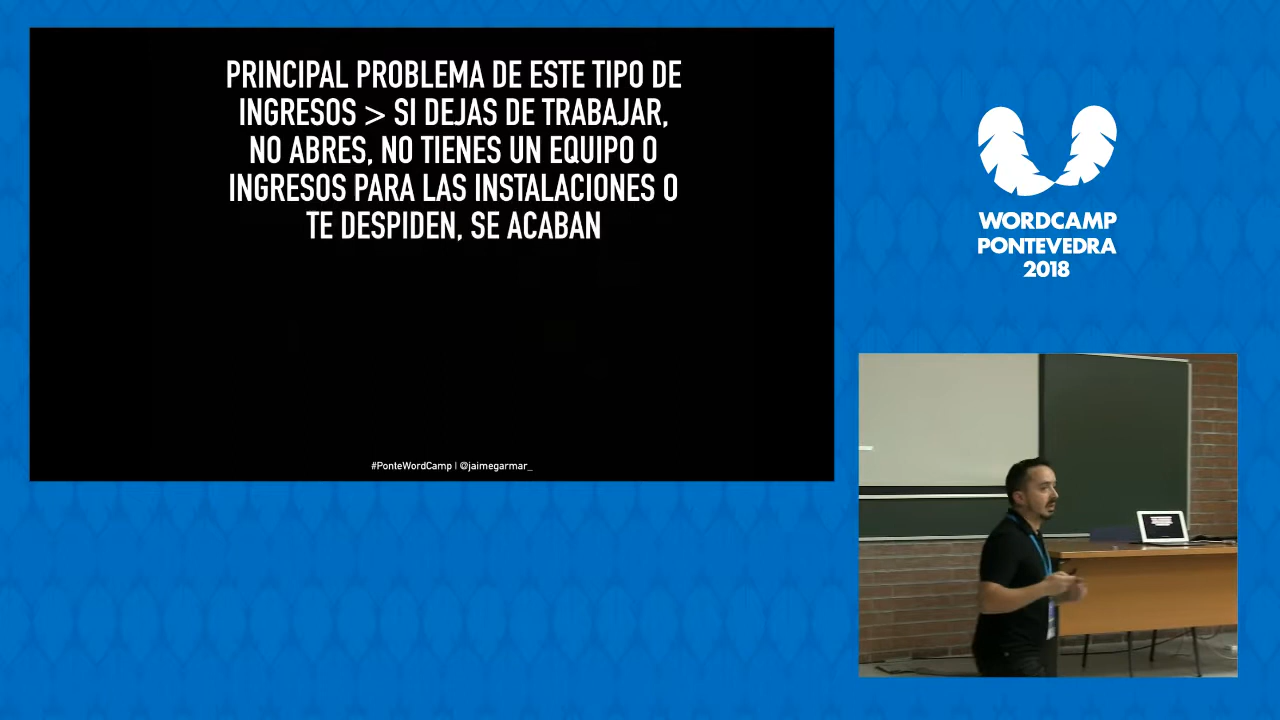 PRINCIPAL PROBLEMA DE ESTE TIPO DE
INGRESOS > SI DEJAS DE TRABAJAR,
NO ABRES, NO TIENES UN EQUIPO O
INGRESOS PARA LAS INSTALACIONES O
TE DESPIDEN, SE ACABAN
#PonteWordCamp | @jaimegarmar_
WORDCAMP
PONTEVEDRA
2018